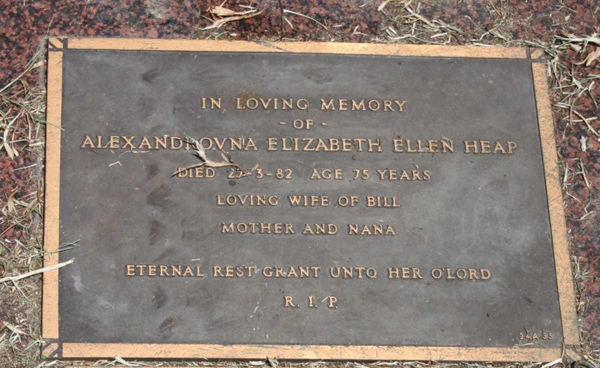 IN LOVING MEMORY
- OF -
ALEXANDROVNA ELIZABETH ELLEN HEAP
DIED 27-3-82 AGE 75 YEARS
LOVING WIFE OF BILL
MOTHER AND NANA
ETERNAL REST GRANT UNTO HER O'LORD
R. I. P.